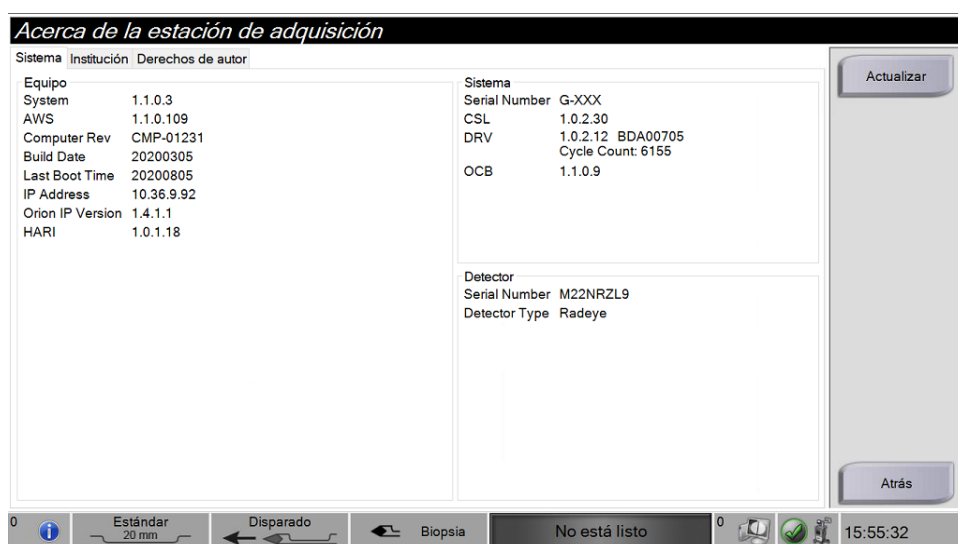 Acerca de la estación de adquisición
Sistema Institución Derechos de autor
Equipo
System 1.1.0.3
AWS 1.1.0.109
Computer Rev CMP-01231
Build Date 20200305
Last Boot Time 20200805
IP Address 10.36.9.92
Orion IP Version 1.4.1.1
HARI 1.0.1.18
Sistema
Serial Number G-XXX
CSL 1.0.2.30
DRV 1.0.2.12 BDA00705
Cycle Count: 6155
OCB 1.1.0.9
Detector
Serial Number M22NRZL9
Detector Type Radeye
Actualizar
Atrás
0
Estándar
20 mm
Disparado
Biopsia
No está listo
0
15:55:32